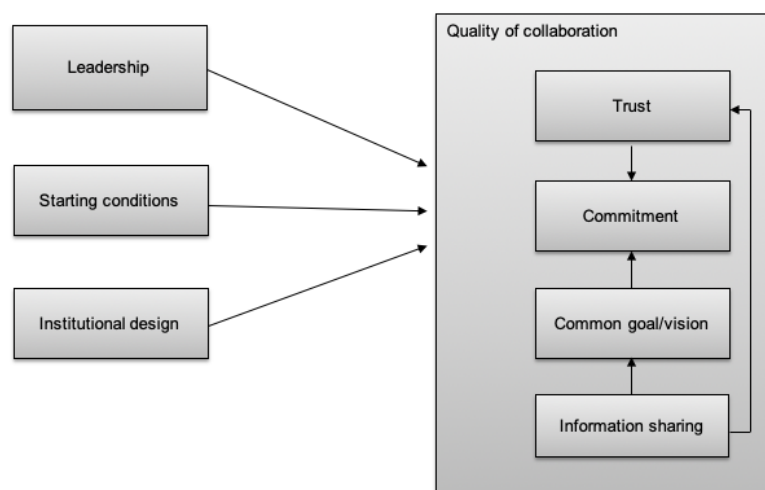 Leadership
Starting conditions
Institutional design
Quality of collaboration
Trust
Commitment
Common goal/vision
Information sharing